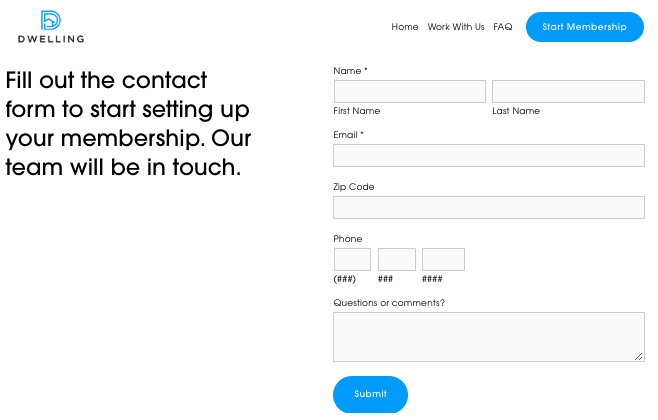 DWELLING
Home Work With Us FAQ Start Membership
Fill out the contact
form to start setting up
your membership. Our
team will be in touch.
Name *
First Name Last Name
Email *
Zip Code
Phone
(###) ### ####
Questions or comments?
Submit